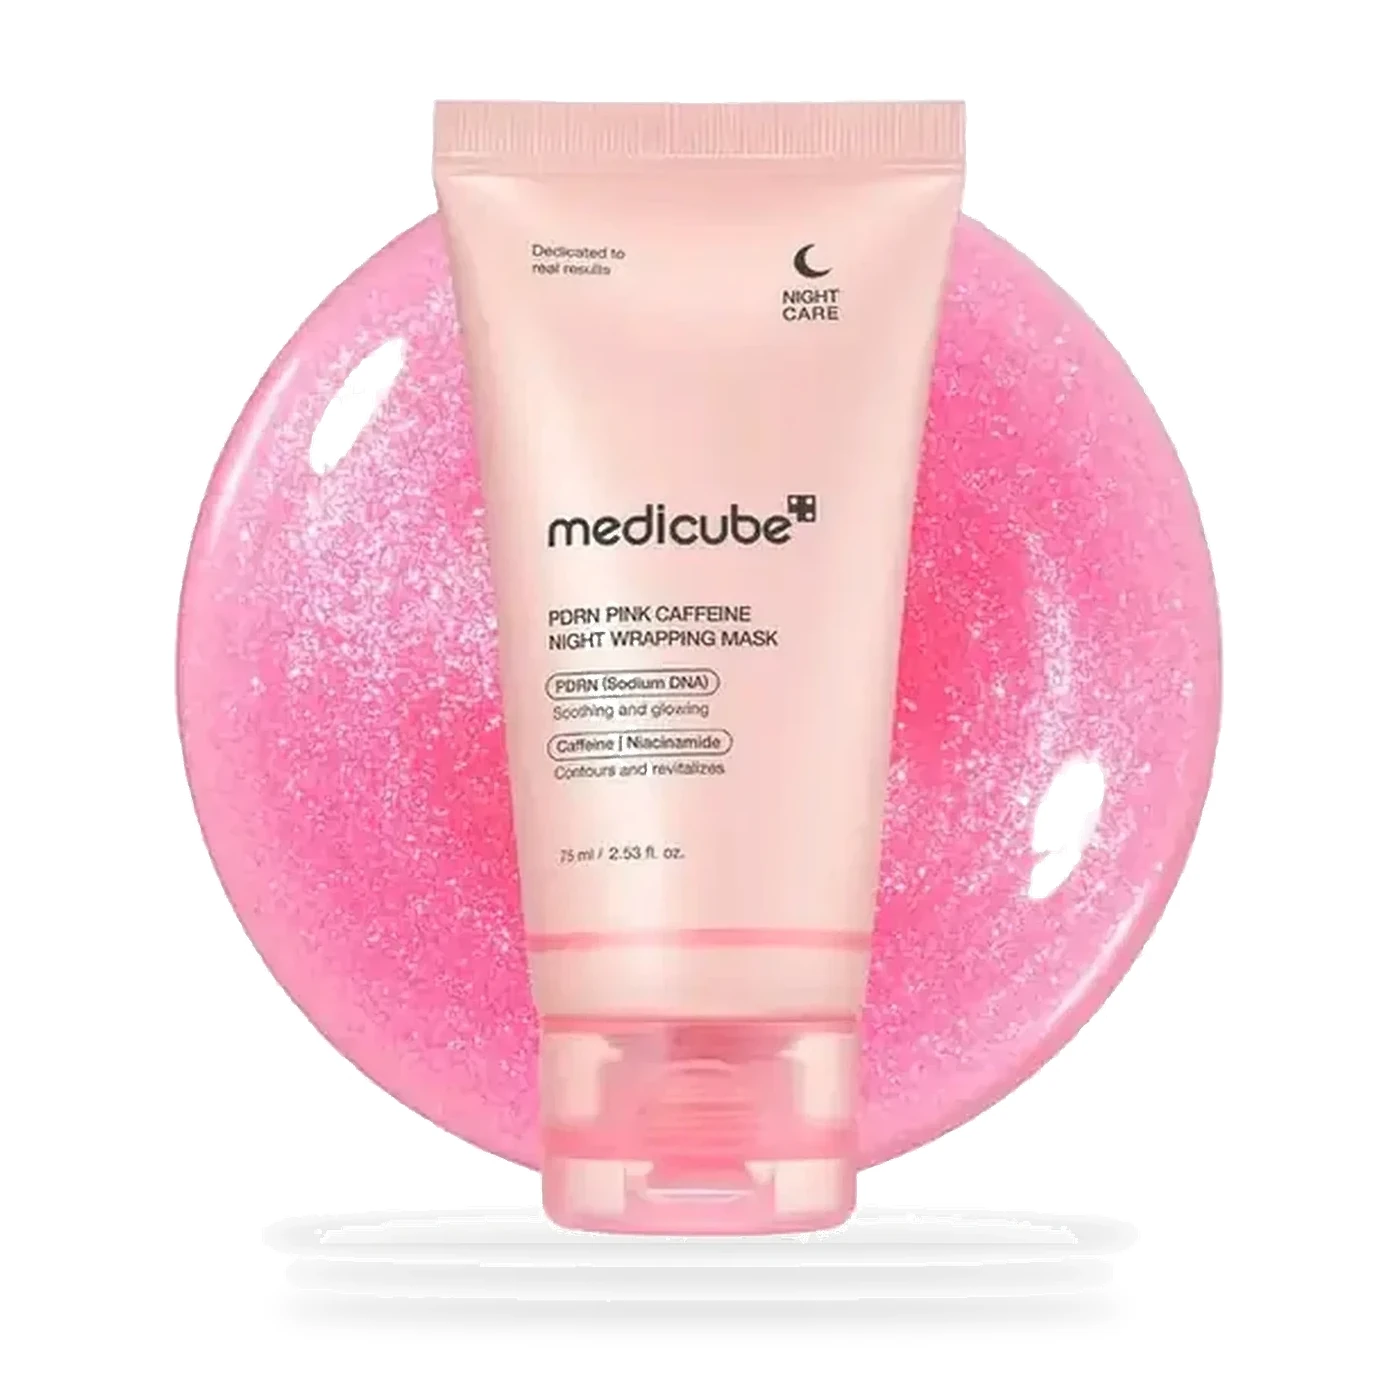 Dedicated to
real results
NIGHT
CARE
medicube
PDRN PINK CAFFEINE
NIGHT WRAPPING MASK
PDRN (Sodium DNA)
Soothing and glowing
Caffeine | Niacinamide
Contours and revitalizes
75 ml / 2.53 fl. oz.